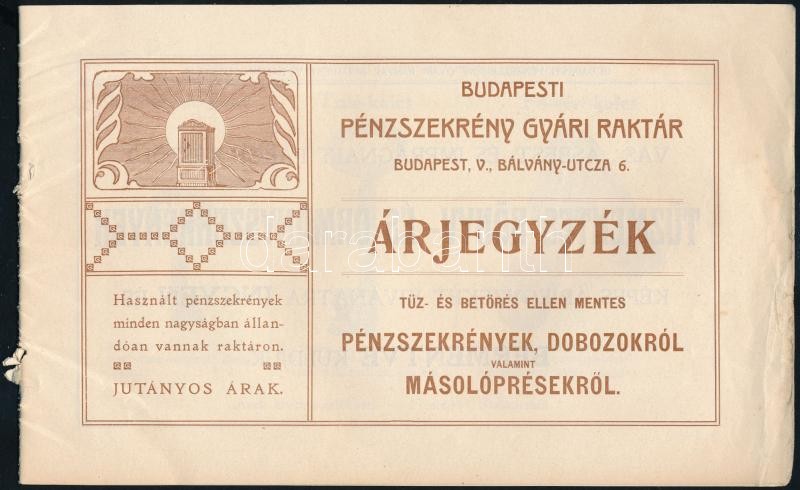 BUDAPESTI
PÉNZSZEKRÉNY GYÁRI RAKTÁR
BUDAPEST, V., BÁLVÁNY-UTCZA 6.
ÁRJEGYZÉK
TŰZ- ÉS BETÖRÉS ELLEN MENTES
PÉNZSZEKRÉNYEK, DOBOZOKRÓL
VALAMINT
MÁSOLÓPRÉSEKRŐL.
Használt pénzszekrények
minden nagyságban állan-
dóan vannak raktáron.
JUTÁNYOS ÁRAK.
darabanth